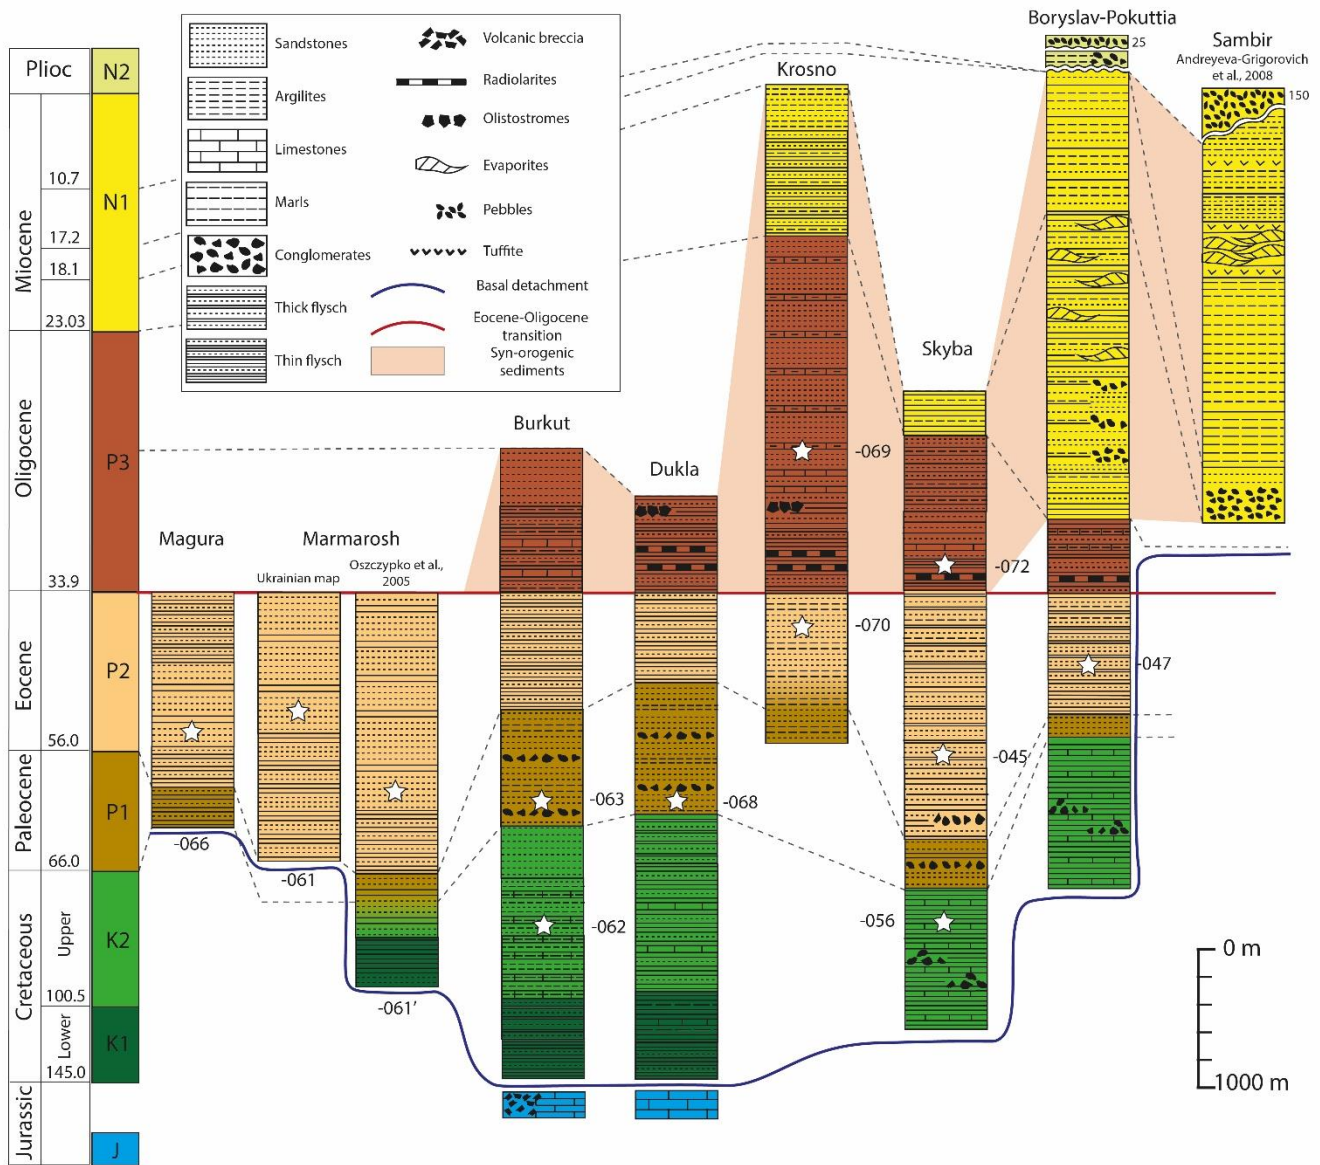 Plioc
N2
Miocene
10.7
17.2
18.1
23.03
N1
Oligocene
33.9
P3
Eocene
56.0
P2
Paleocene
66.0
P1
Cretaceous
Upper
100.5
K2
Lower
145.0
K1
Jurassic
J
Sandstones
Argilites
Limestones
Marls
Conglomerates
Thick flysch
Thin flysch
Volcanic breccia
Radiolarites
Olistostromes
Evaporites
Pebbles
Tuffite
Basal detachment
Eocene-Oligocene
transition
Syn-orogenic
sediments
Magura
-066
Marmarosh
Ukrainian map
-061
Oszczypko et al.,
2005
-061’
Burkut
-063
-062
Dukla
-068
Krosno
-069
-070
Skyba
-072
-045
-056
Boryslav-Pokuttia
25
-047
Sambir
Andreyeva-Grigorovich
et al., 2008
150
0 m
1000 m